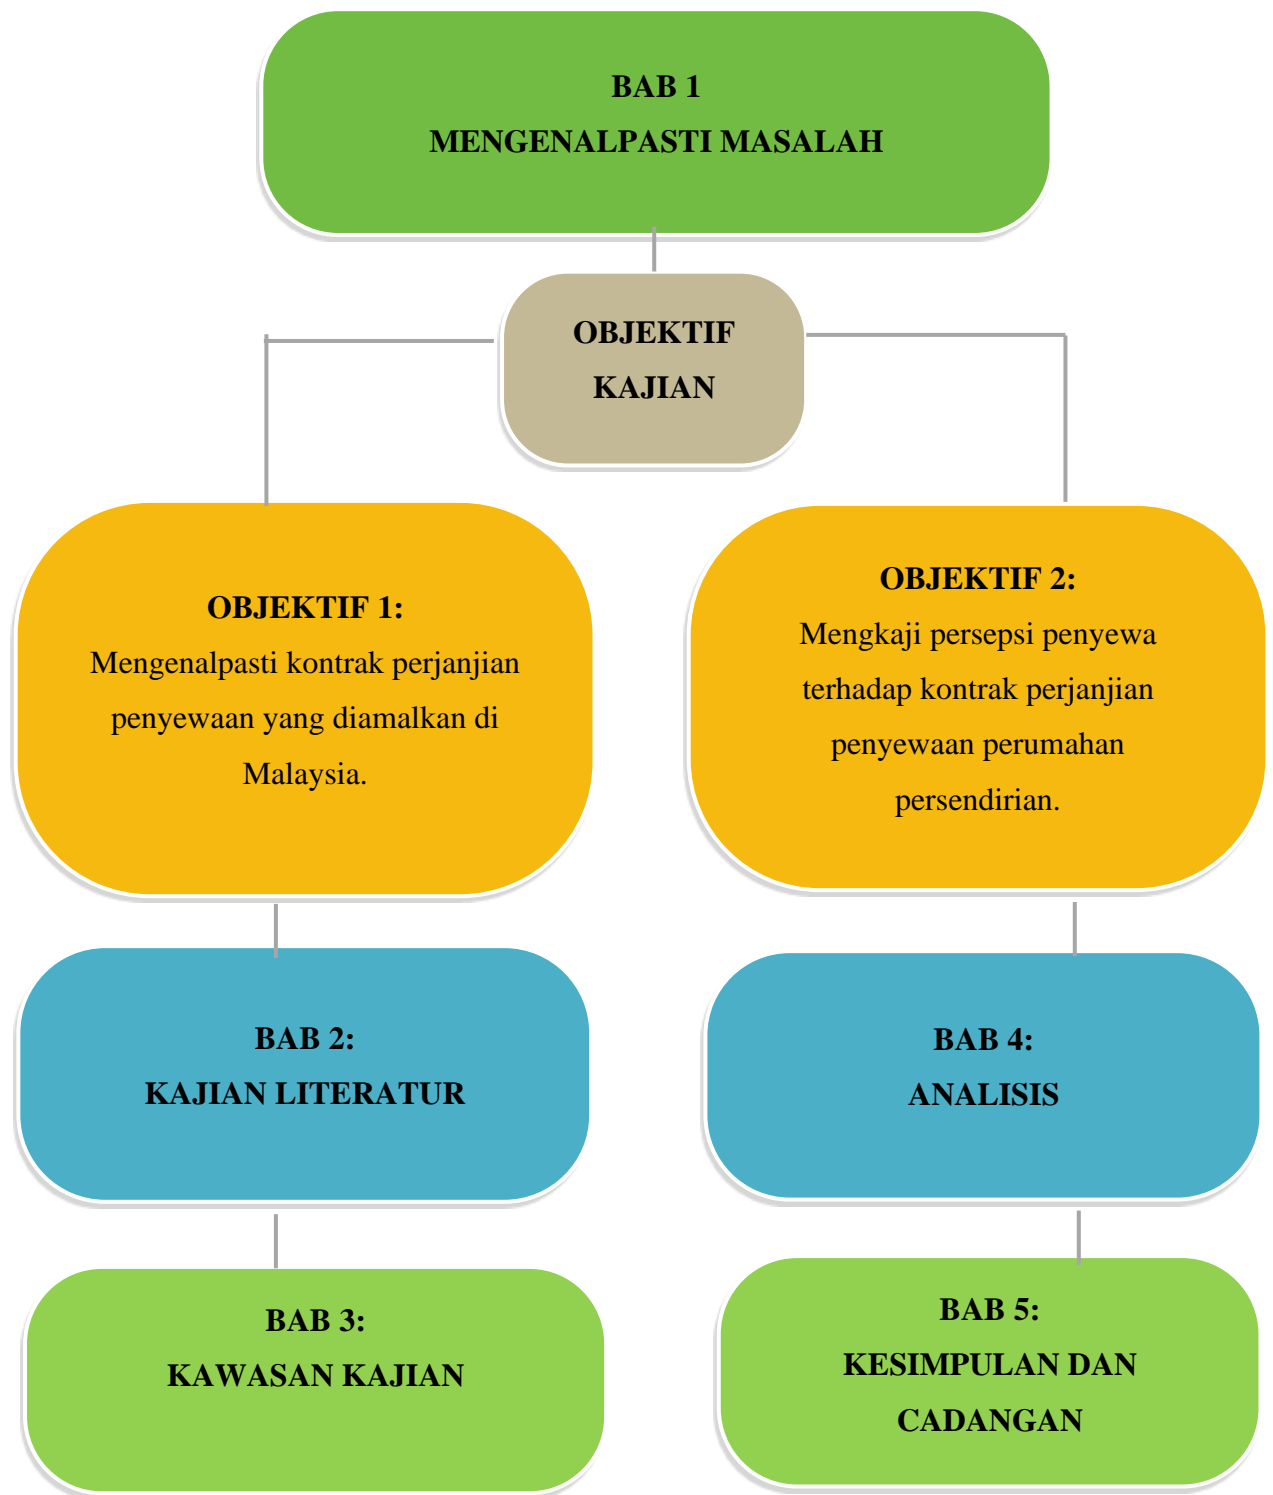 BAB 1
MENGENALPASTI MASALAH
OBJEKTIF
KAJIAN
OBJEKTIF 1:
Mengenalpasti kontrak perjanjian
penyewaan yang diamalkan di
Malaysia.
OBJEKTIF 2:
Mengkaji persepsi penyewa
terhadap kontrak perjanjian
penyewaan perumahan
persendirian.
BAB 2:
KAJIAN LITERATUR
BAB 4:
ANALISIS
BAB 3:
KAWASAN KAJIAN
BAB 5:
KESIMPULAN DAN
CADANGAN